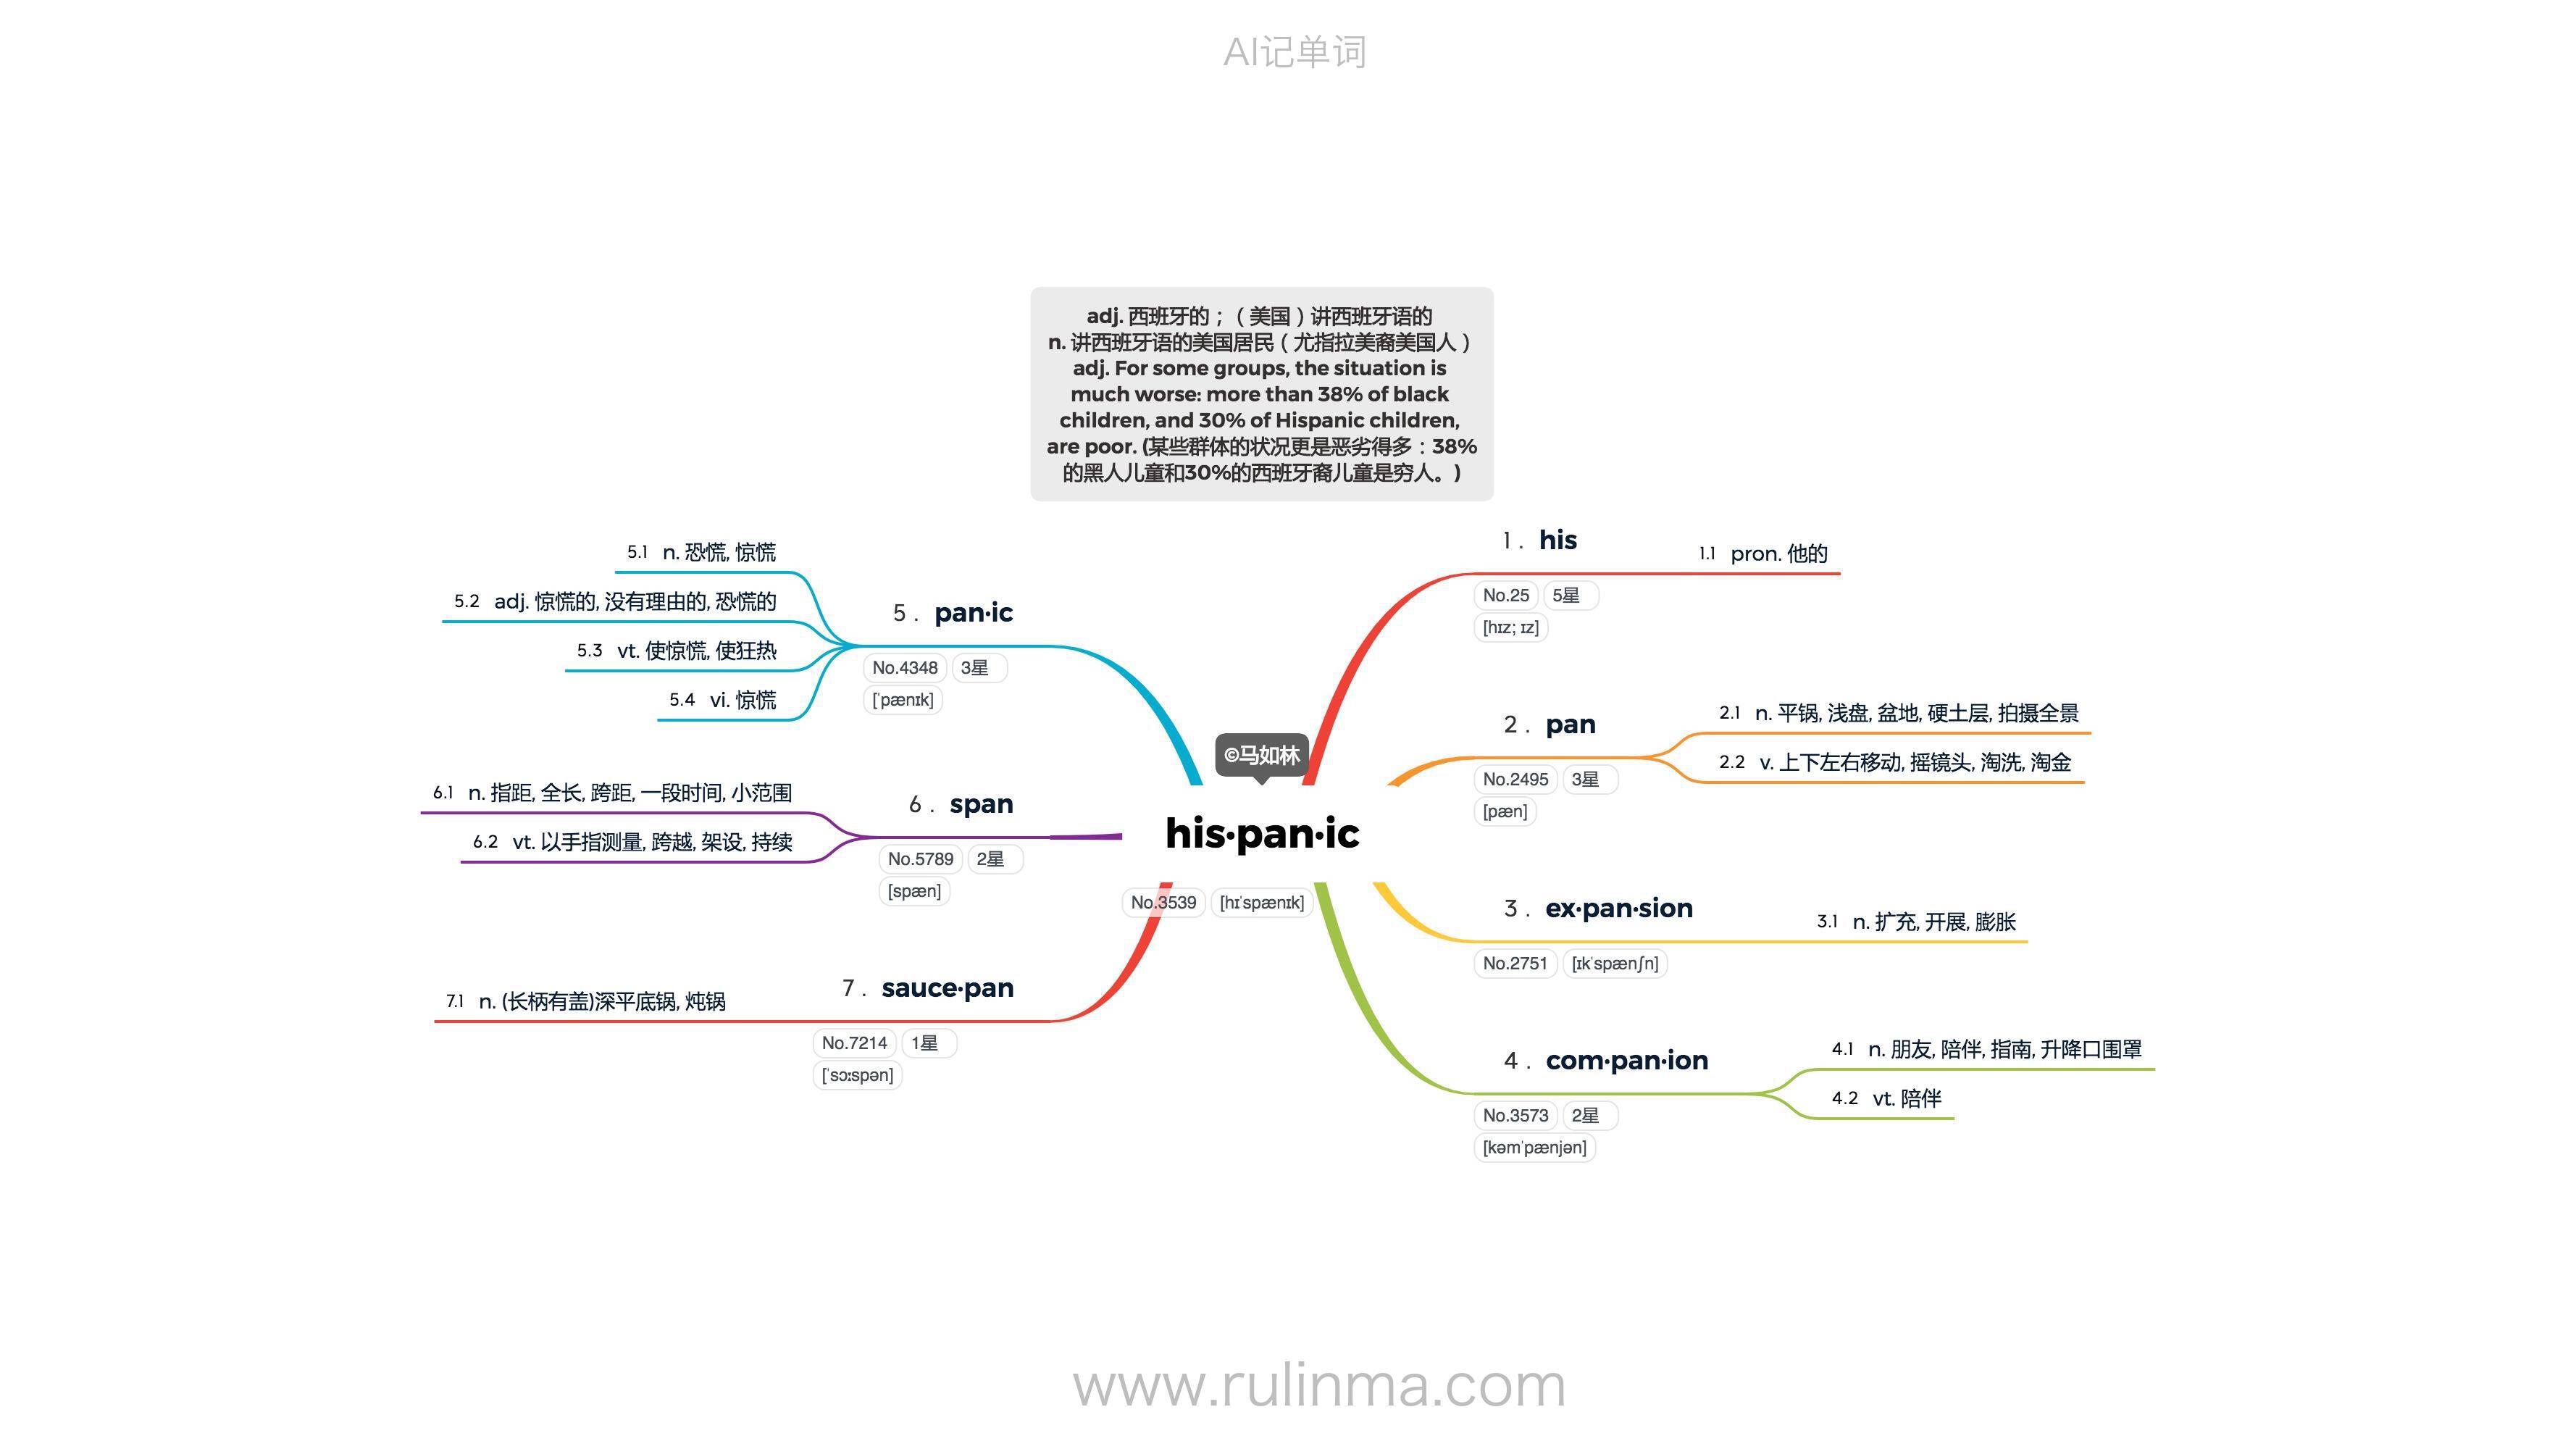 AI记单词
adj. 西班牙的；（美国）讲西班牙语的
n. 讲西班牙语的美国居民（尤指拉美裔美国人）
adj. For some groups, the situation is
much worse: more than 38% of black
children, and 30% of Hispanic children,
are poor. (某些群体的状况更是恶劣得多：38%
的黑人儿童和30%的西班牙裔儿童是穷人。)
©马如林
his·pan·ic
No.3539 [hɪˈspænɪk]
1 . his
No.25 5星
[hɪz; ɪz]
1.1 pron. 他的
2 . pan
No.2495 3星
[pæn]
2.1 n. 平锅, 浅盘, 盆地, 硬土层, 拍摄全景
2.2 v. 上下左右移动, 摇镜头, 淘洗, 淘金
3 . ex·pan·sion
No.2751 [ɪkˈspænʃn]
3.1 n. 扩充, 开展, 膨胀
4 . com·pan·ion
No.3573 2星
[kəmˈpænjən]
4.1 n. 朋友, 陪伴, 指南, 升降口围罩
4.2 vt. 陪伴
5 . pan·ic
No.4348 3星
[ˈpænɪk]
5.1 n. 恐慌, 惊慌
5.2 adj. 惊慌的, 没有理由的, 恐慌的
5.3 vt. 使惊慌, 使狂热
5.4 vi. 惊慌
6 . span
No.5789 2星
[spæn]
6.1 n. 指距, 全长, 跨距, 一段时间, 小范围
6.2 vt. 以手指测量, 跨越, 架设, 持续
7 . sauce·pan
No.7214 1星
[ˈsɔːspən]
7.1 n. (长柄有盖)深平底锅, 炖锅
www.rulinma.com